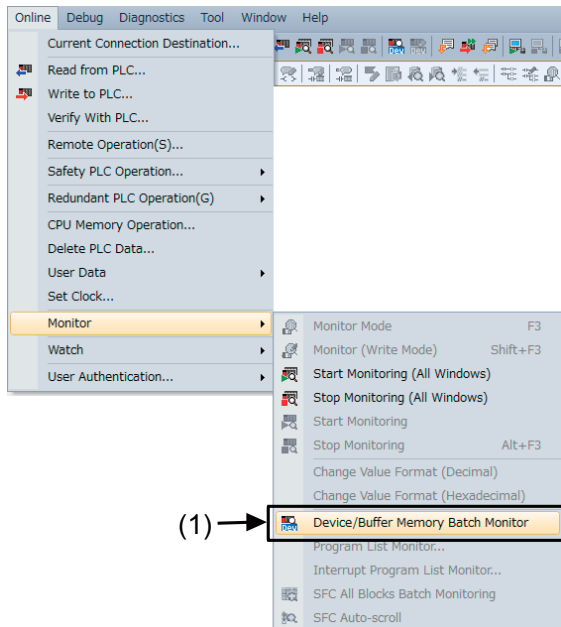 Online Debug Diagnostics Tool Window Help
Current Connection Destination...
Read from PLC...
Write to PLC...
Verify With PLC...
Remote Operation(S)...
Safety PLC Operation...
Redundant PLC Operation(G)
CPU Memory Operation...
Delete PLC Data...
User Data
Set Clock...
Monitor
Watch
User Authentication...
Monitor Mode F3
Monitor (Write Mode) Shift+F3
Start Monitoring (All Windows)
Stop Monitoring (All Windows)
Start Monitoring
Stop Monitoring Alt+F3
Change Value Format (Decimal)
Change Value Format (Hexadecimal)
(1) Dev Device/Buffer Memory Batch Monitor
Program List Monitor...
Interrupt Program List Monitor...
SFC All Blocks Batch Monitoring
SFC Auto-scroll